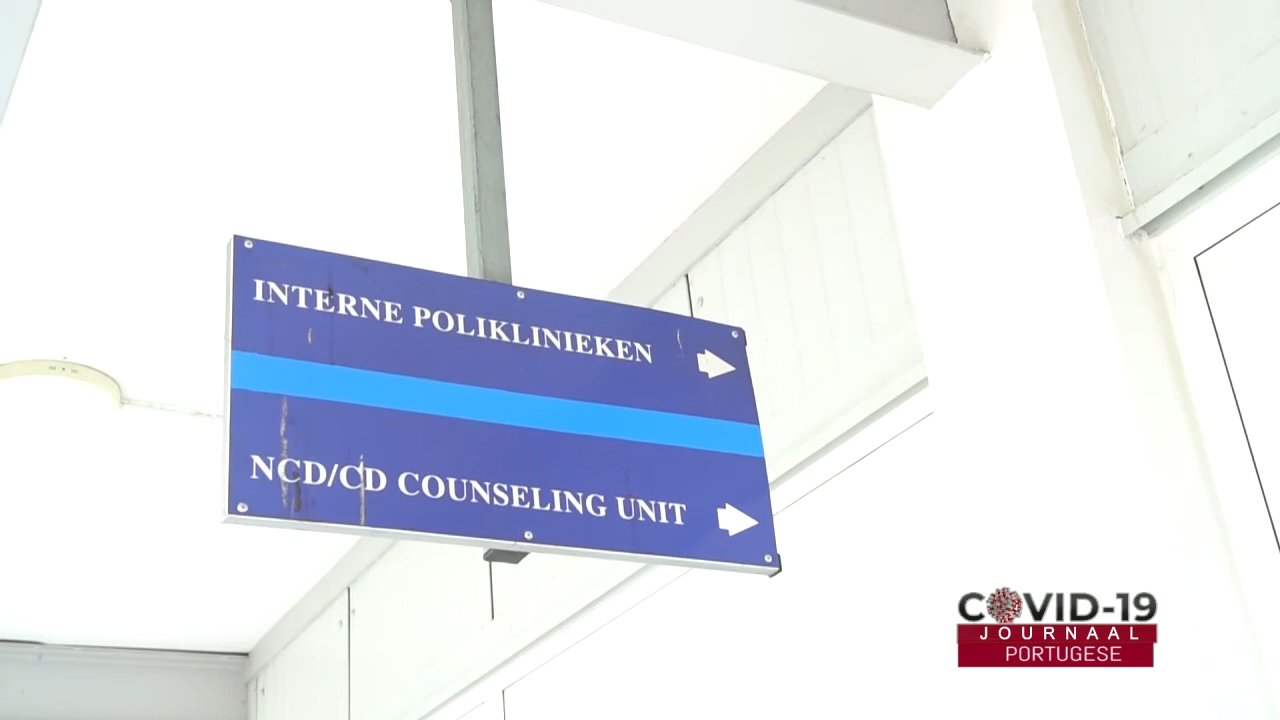 INTERNE POLIKLINIEKEN
NCD/CD COUNSELING UNIT
COVID-19
JOURNAAL
PORTUGESE